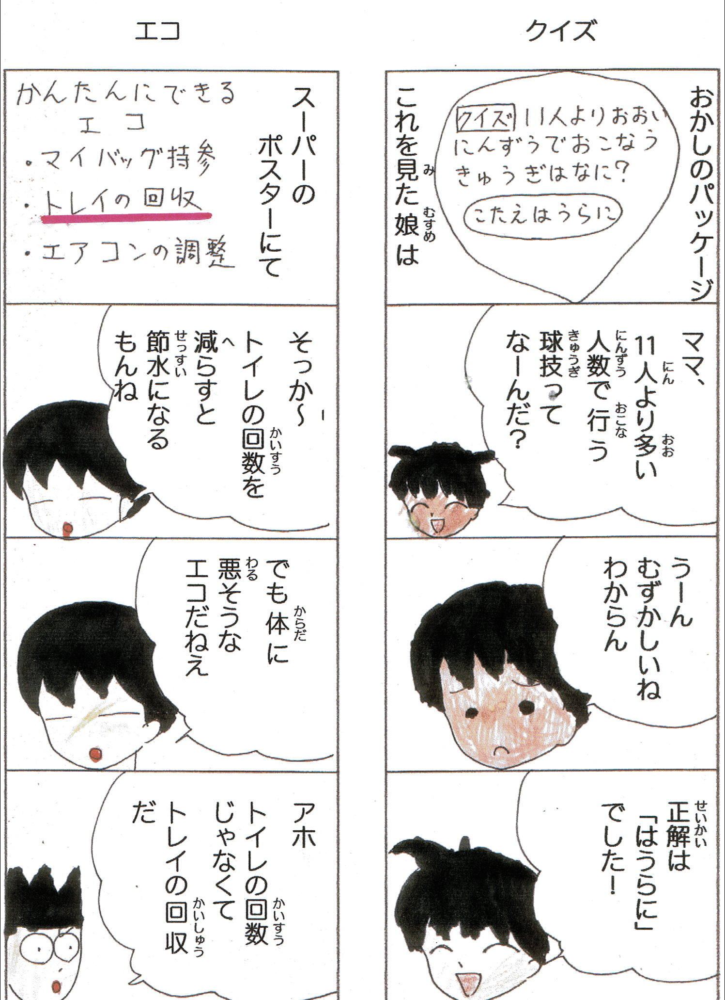 クイズ
おかしのパッケージ
クイズ 11人よりおおい
にんずうでおこなう
きゅうぎはなに?
こたえはうらに
これを見た娘は
み
むすめ
ママ、
11人より多い
にん
おお
人数で行う
にんずう
おこな
球技って
きゅうぎ
なーんだ?
うーん
むずかしいね
わからん
正解は
せいかい
「はうらに」
でした!
エコ
スーパーの
ポスターにて
かんたんにできる
エコ
・マイバッグ持参
・トレイの回収
・エアコンの調整
そっか〜
トイレの回数を
かいすう
減らすと
へ
節水になる
せっすい
もんね
でも体に
からだ
悪そうな
わる
エコだねえ
アホ
トイレの回数
かいすう
じゃなくて
トレイの回収
かいしゅう
だ